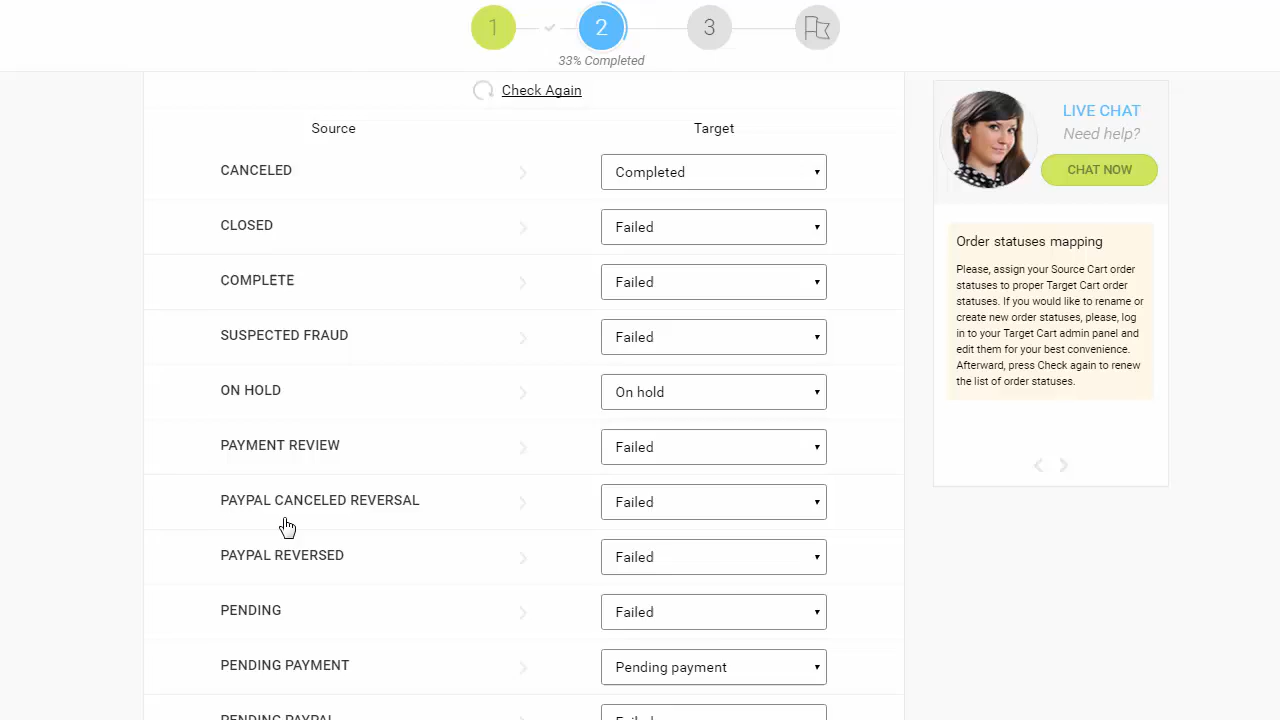 1
2
3
33% Completed
Check Again
Source
Target
CANCELED
Completed
CLOSED
Failed
COMPLETE
Failed
SUSPECTED FRAUD
Failed
ON HOLD
On hold
PAYMENT REVIEW
Failed
PAYPAL CANCELED REVERSAL
Failed
PAYPAL REVERSED
Failed
PENDING
Failed
PENDING PAYMENT
Pending payment
PENDING PAYPAL
Failed
LIVE CHAT
Need help?
CHAT NOW
Order statuses mapping
Please, assign your Source Cart order
statuses to proper Target Cart order
statuses. If you would like to rename or
create new order statuses, please, log
in to your Target Cart admin panel and
edit them for your best convenience.
Afterward, press Check again to renew
the list of order statuses.